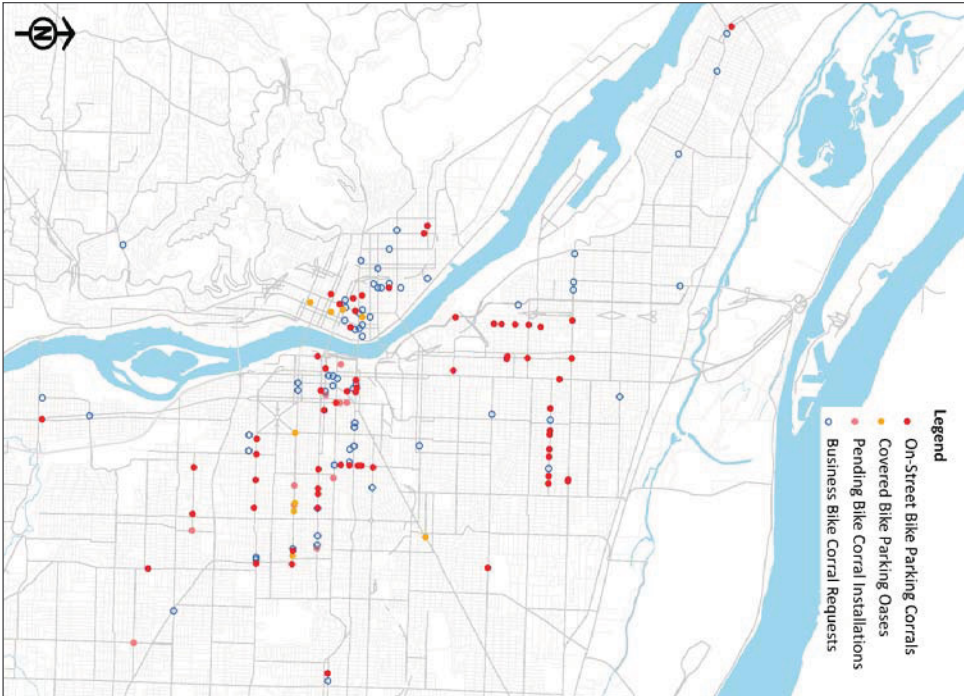 N
Legend
On-Street Bike Parking Corrals
Covered Bike Parking Oases
Pending Bike Corral Installations
Business Bike Corral Requests